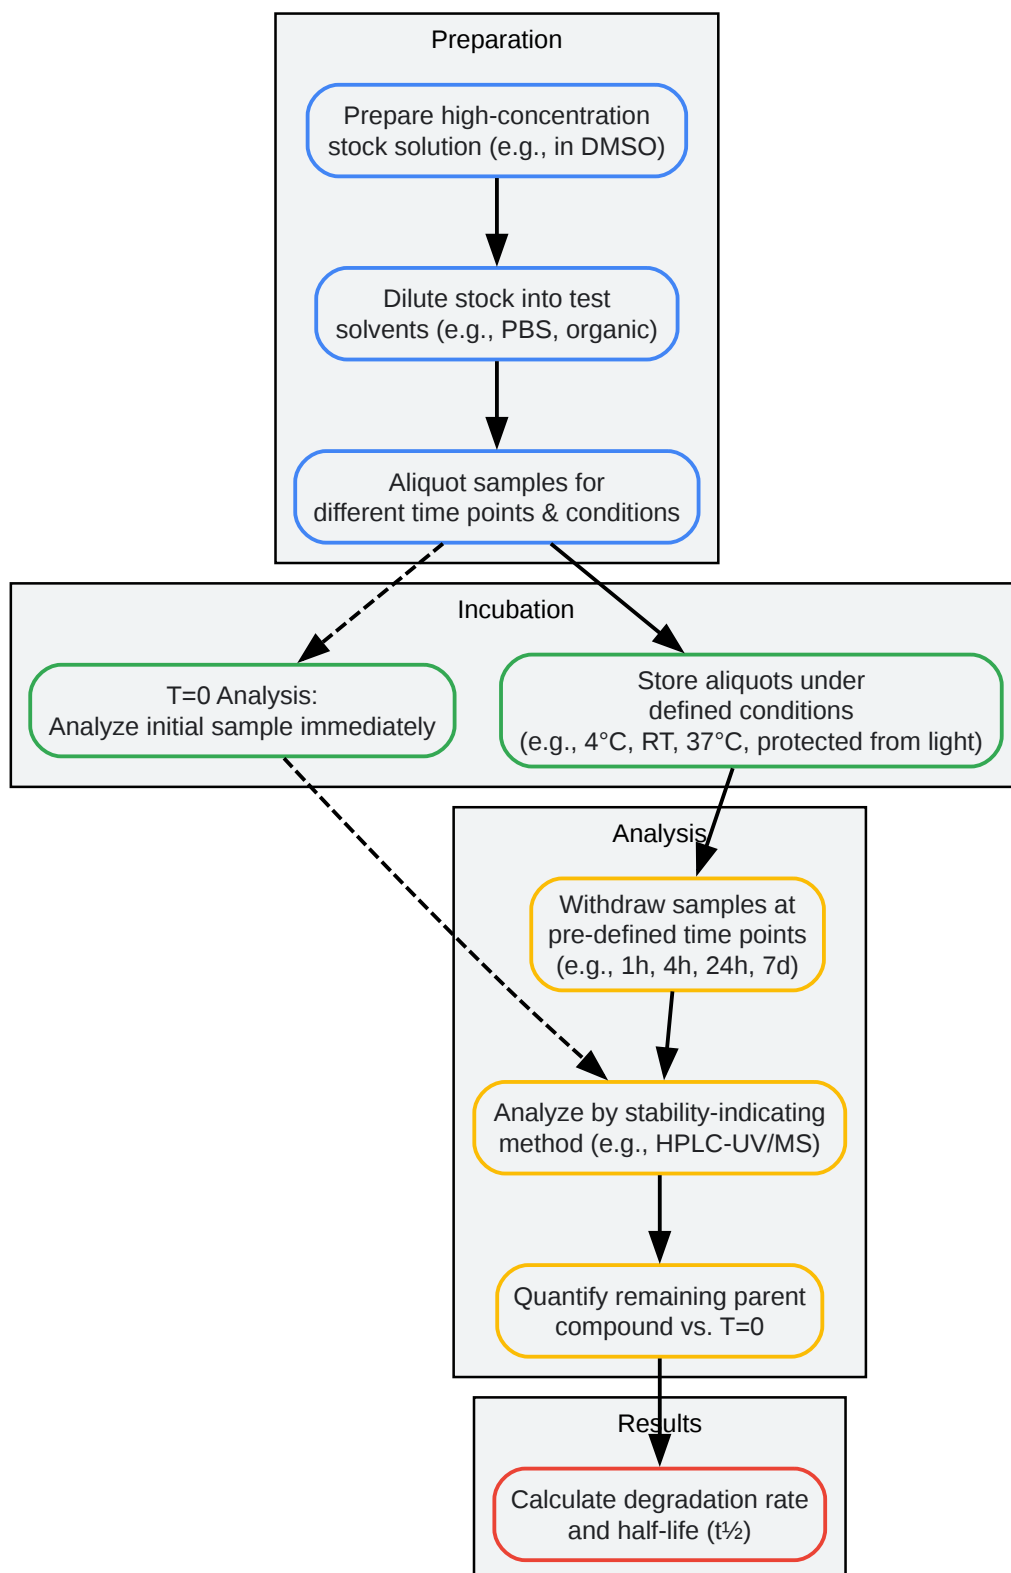 Preparation
Prepare high-concentration
stock solution (e.g., in DMSO)
Dilute stock into test
solvents (e.g., PBS, organic)
Aliquot samples for
different time points & conditions
Incubation
T=0 Analysis:
Analyze initial sample immediately
Store aliquots under
defined conditions
(e.g., 4°C, RT, 37°C, protected from light)
Analysis
Withdraw samples at
pre-defined time points
(e.g., 1h, 4h, 24h, 7d)
Analyze by stability-indicating
method (e.g., HPLC-UV/MS)
Quantify remaining parent
compound vs. T=0
Results
Calculate degradation rate
and half-life (t½)